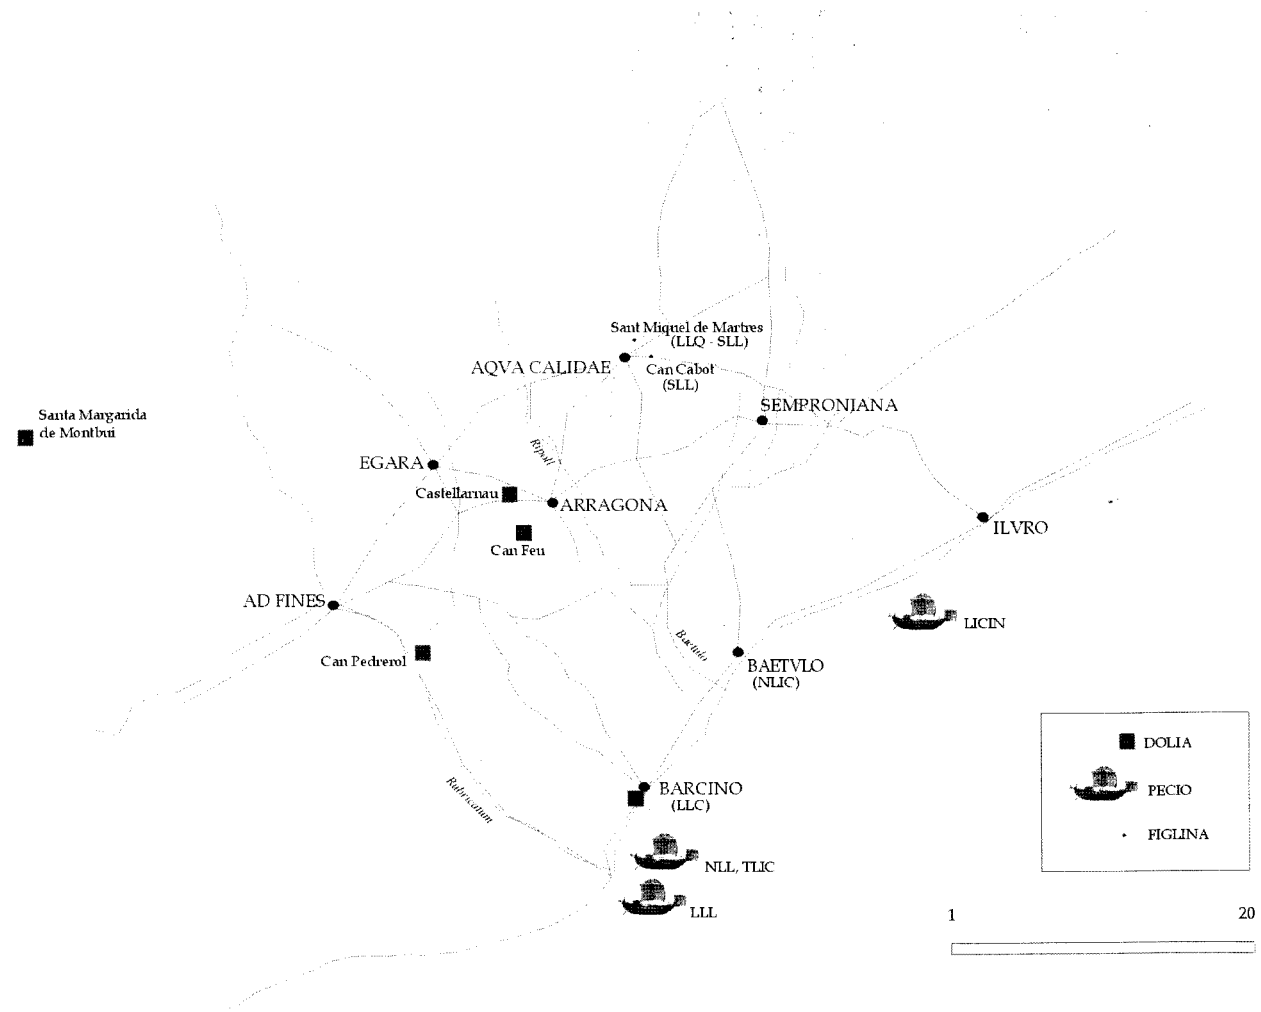 Sant Miquel de Martres
(LLQ - SLL)
AQVA CALIDAE
Can Cabot
(SLL)
SEMPRONIANA
Santa Margarida
de Montbui
Ripoll
EGARA
Castellarnau
ARRAGONA
Can Feu
ILVRO
AD FINES
LICIN
Can Pedrerol
Baetulo
BAETVLO
(NLIC)
DOLIA
PECIO
FIGLINA
Rubricatum
BARCINO
(LLC)
NLL, TLIC
LLL
1 20